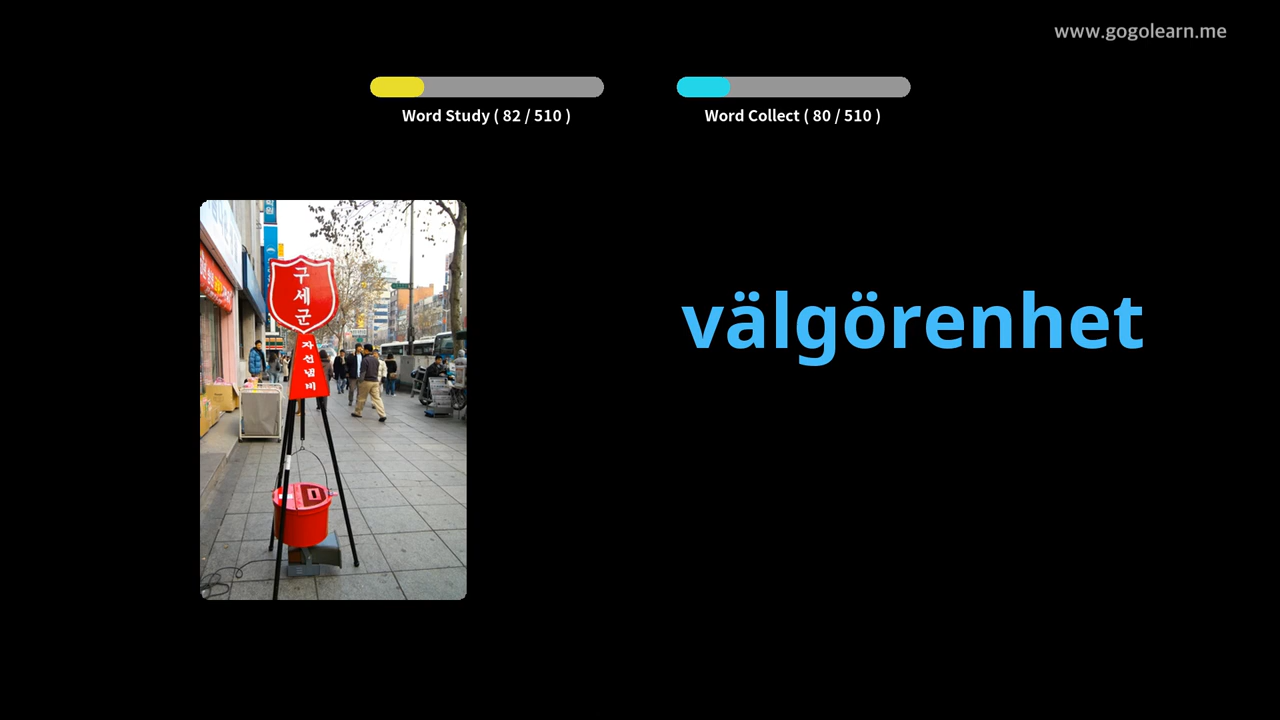 www.gogolearn.me
Word Study ( 82 / 510 )
Word Collect ( 80 / 510 )
välgörenhet
구
세
군
자
선
냄
비